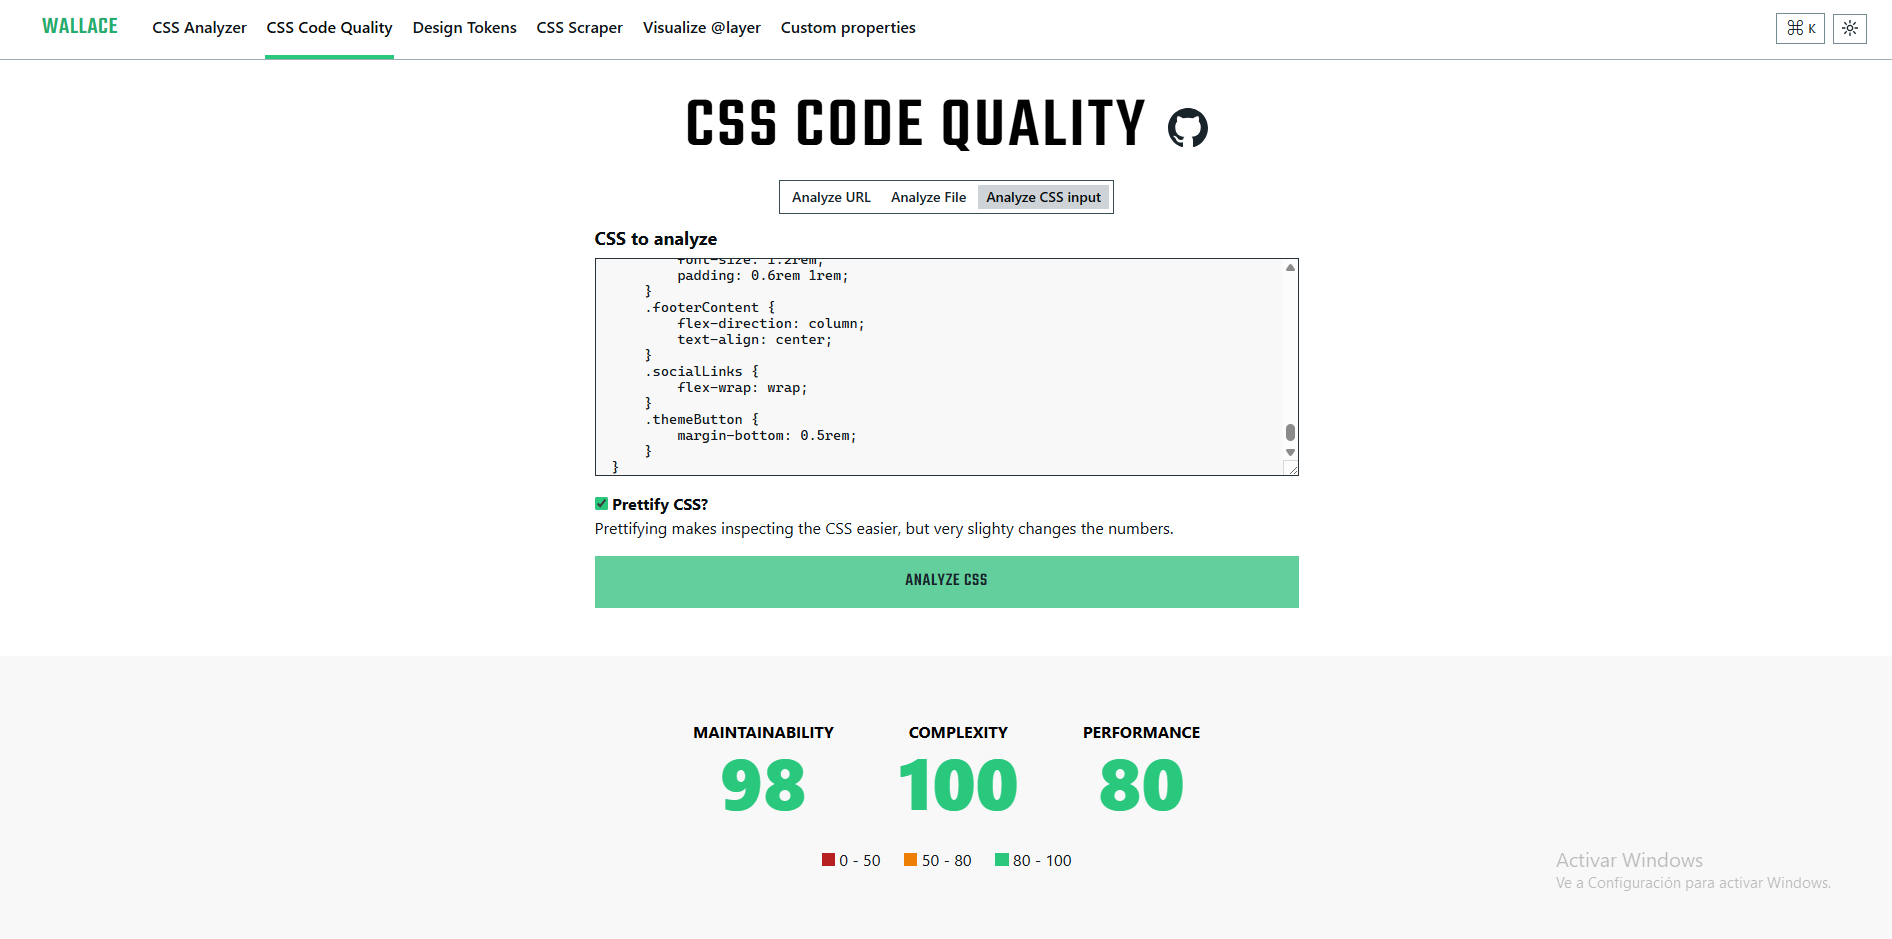 WALLACE CSS Analyzer CSS Code Quality Design Tokens CSS Scraper Visualize @layer Custom properties ⌘ K
CSS CODE QUALITY
Analyze URL Analyze File Analyze CSS input
CSS to analyze
font-size: 1.2rem;
padding: 0.6rem 1rem;
}
.footerContent {
flex-direction: column;
text-align: center;
}
.socialLinks {
flex-wrap: wrap;
}
.themeButton {
margin-bottom: 0.5rem;
}
}
Prettify CSS?
Prettifying makes inspecting the CSS easier, but very slighty changes the numbers.
ANALYZE CSS
MAINTAINABILITY COMPLEXITY PERFORMANCE
98 100 80
0 - 50 50 - 80 80 - 100
Activar Windows
Ve a Configuración para activar Windows.